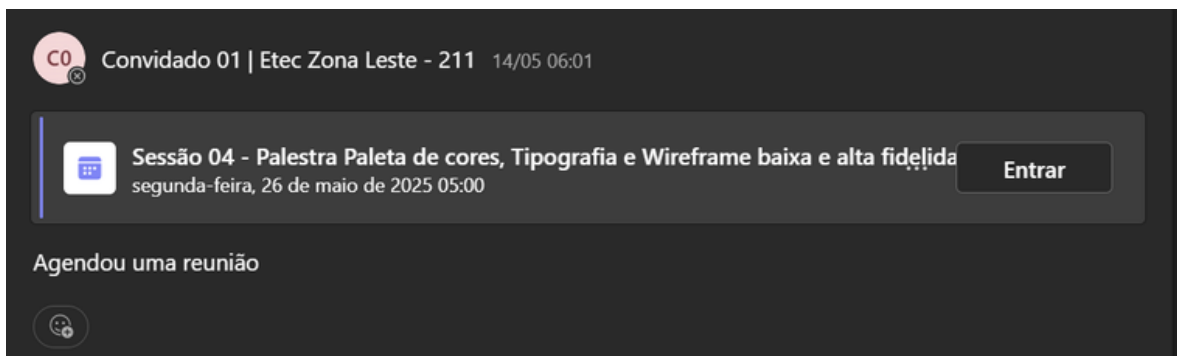 C0 Convidado 01 | Etec Zona Leste - 211 14/05 06:01
Sessão 04 - Palestra Paleta de cores, Tipografia e Wireframe baixa e alta fidelida...
segunda-feira, 26 de maio de 2025 05:00
Entrar
Agendou uma reunião